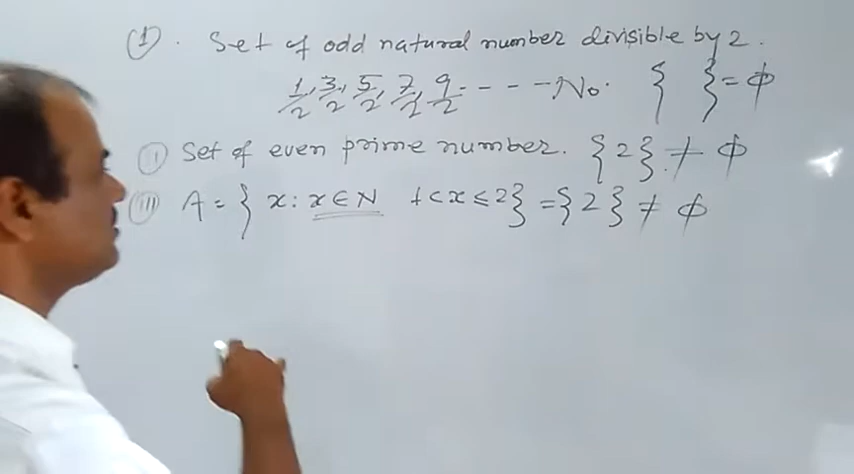 (I). Set of odd natural number divisible by 2.
1/2, 3/2, 5/2, 7/2, 9/2 - - - - No. { } = φ
(II) Set of even prime number. {2} ≠ φ
(III) A = { x : x ∈ N 1 < x ≤ 2 } = {2} ≠ φ